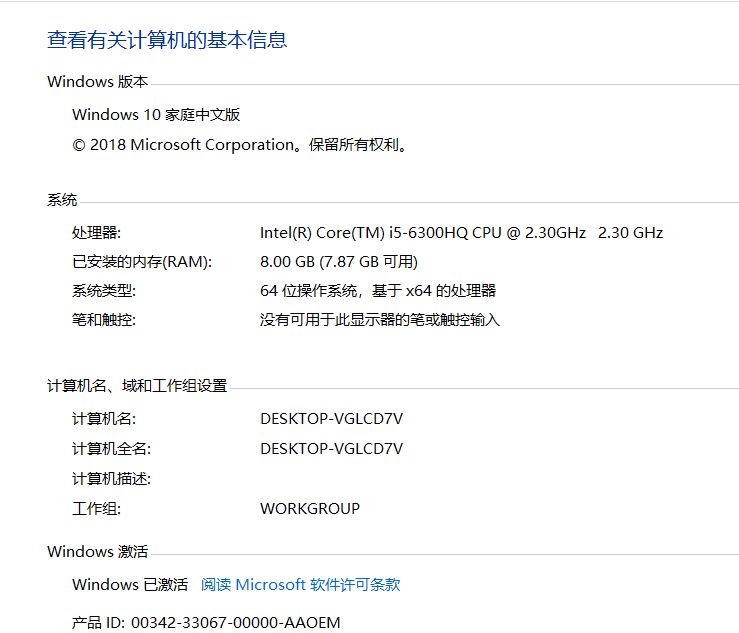 查看有关计算机的基本信息
Windows 版本
Windows 10 家庭中文版
© 2018 Microsoft Corporation。保留所有权利。
系统
处理器: Intel(R) Core(TM) i5-6300HQ CPU @ 2.30GHz 2.30 GHz
已安装的内存(RAM): 8.00 GB (7.87 GB 可用)
系统类型: 64 位操作系统，基于 x64 的处理器
笔和触控: 没有可用于此显示器的笔或触控输入
计算机名、域和工作组设置
计算机名: DESKTOP-VGLCD7V
计算机全名: DESKTOP-VGLCD7V
计算机描述:
工作组: WORKGROUP
Windows 激活
Windows 已激活 阅读 Microsoft 软件许可条款
产品 ID: 00342-33067-00000-AAOEM